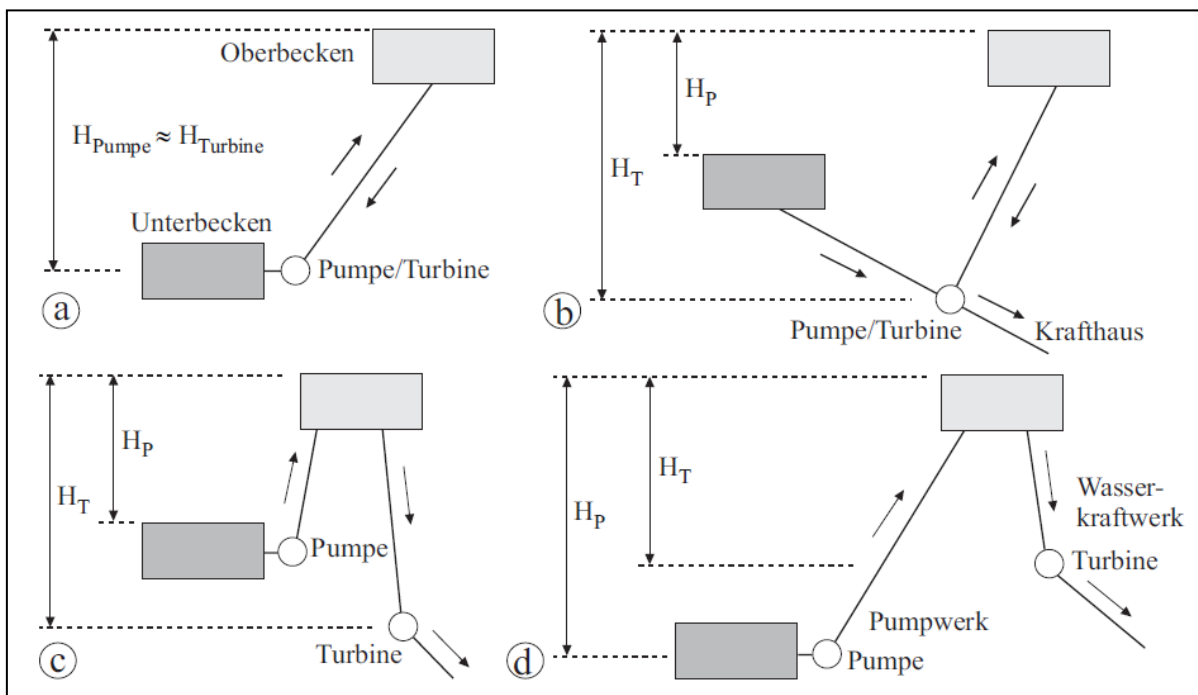 Oberbecken
H_Pumpe ≈ H_Turbine
Unterbecken
Pumpe/Turbine
a
H_P
H_T
Pumpe/Turbine
Krafthaus
b
H_P
H_T
Pumpe
Turbine
c
H_T
H_P
Wasser-
kraftwerk
Turbine
Pumpwerk
Pumpe
d